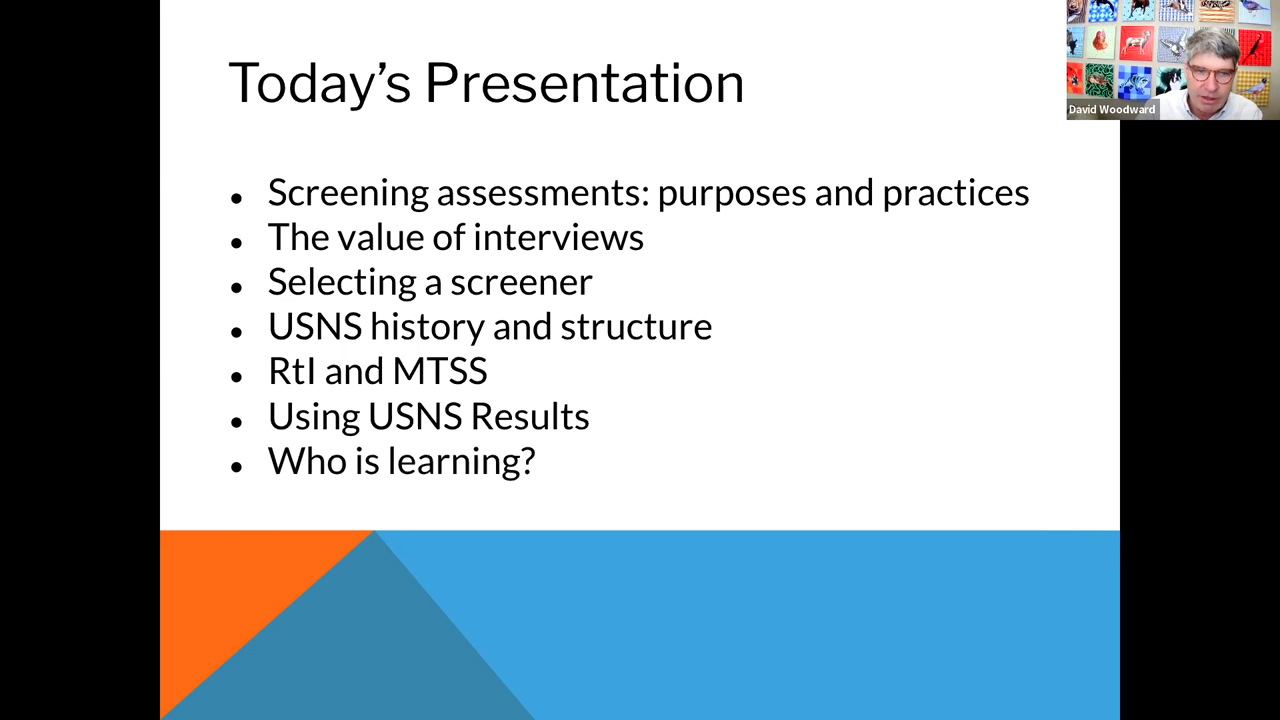 Today’s Presentation
David Woodward
● Screening assessments: purposes and practices
● The value of interviews
● Selecting a screener
● USNS history and structure
● RtI and MTSS
● Using USNS Results
● Who is learning?